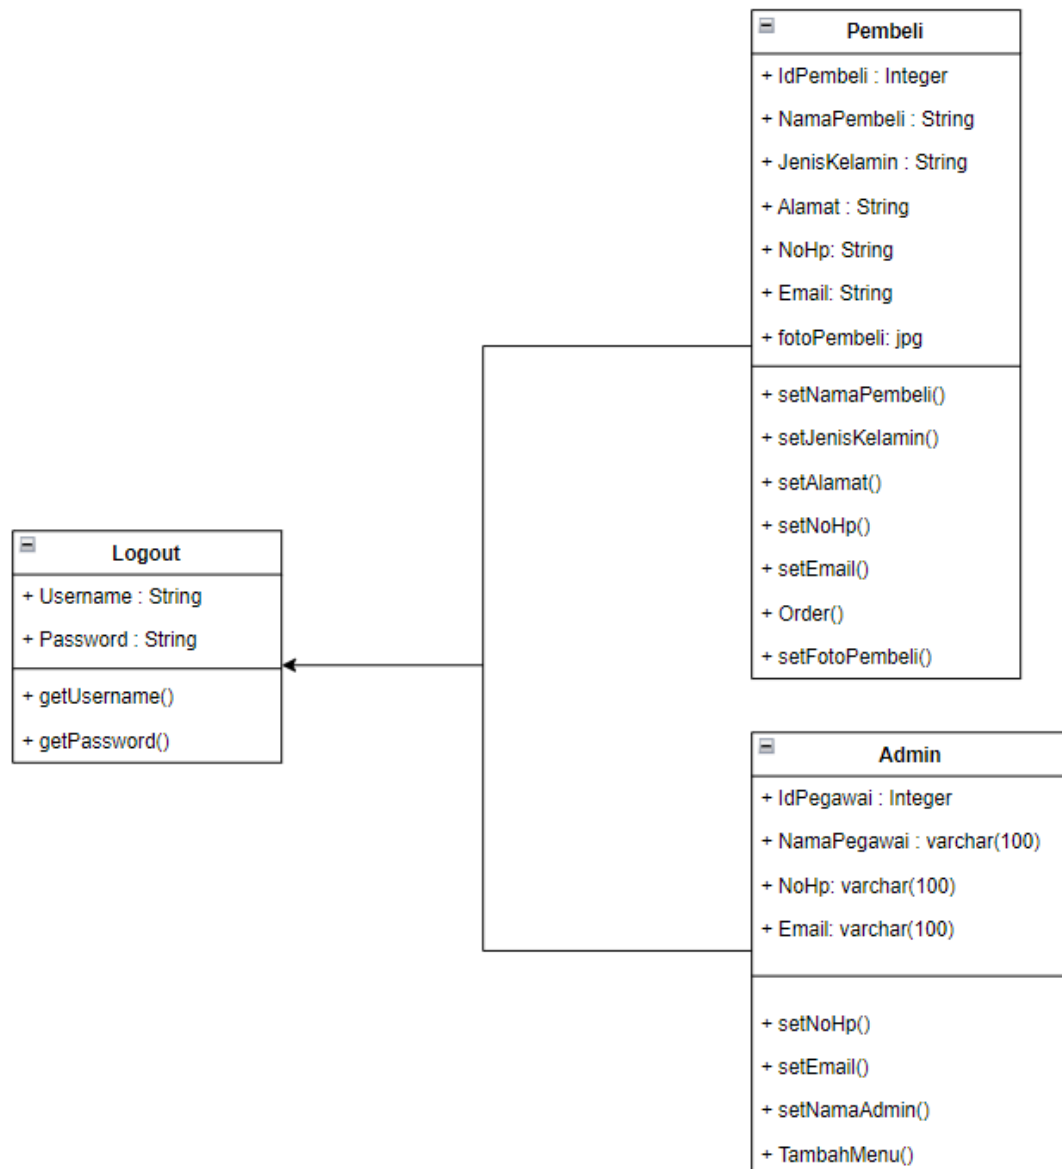 Pembeli
+ IdPembeli : Integer
+ NamaPembeli : String
+ JenisKelamin : String
+ Alamat : String
+ NoHp: String
+ Email: String
+ fotoPembeli: jpg
+ setNamaPembeli()
+ setJenisKelamin()
+ setAlamat()
+ setNoHp()
+ setEmail()
+ Order()
+ setFotoPembeli()
Logout
+ Username : String
+ Password : String
+ getUsername()
+ getPassword()
Admin
+ IdPegawai : Integer
+ NamaPegawai : varchar(100)
+ NoHp: varchar(100)
+ Email: varchar(100)
+ setNoHp()
+ setEmail()
+ setNamaAdmin()
+ TambahMenu()